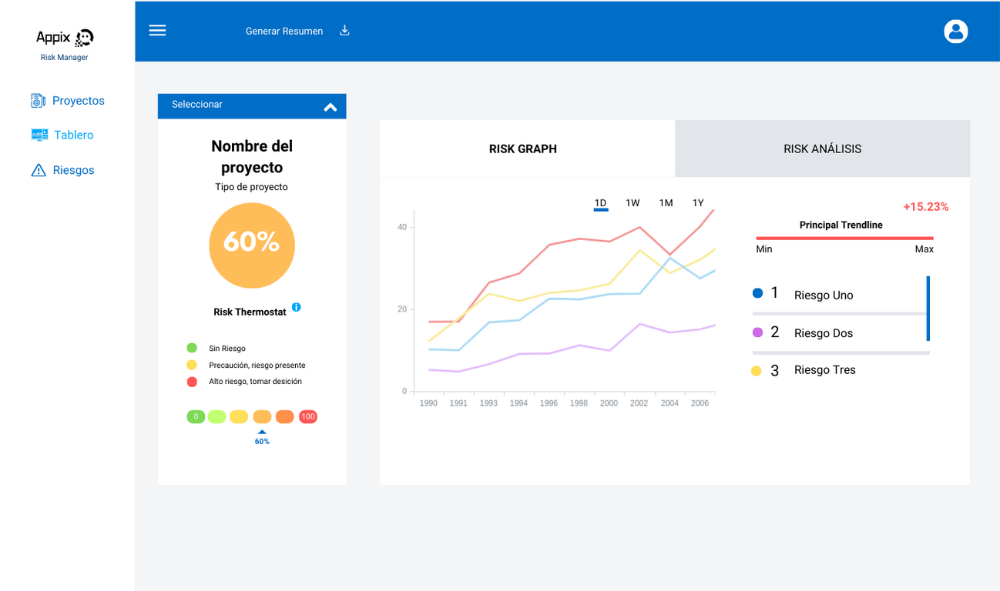 Appix
Risk Manager
Generar Resumen
Proyectos
Tablero
Riesgos
Seleccionar
Nombre del
proyecto
Tipo de proyecto
60%
Risk Thermostat
Sin Riesgo
Precaución, riesgo presente
Alto riesgo, tomar desición
0 100
60%
RISK GRAPH
RISK ANÁLISIS
1D 1W 1M 1Y
40
20
0
1990 1991 1993 1994 1996 1998 2000 2002 2004 2006
+15.23%
Principal Trendline
Min Max
1 Riesgo Uno
2 Riesgo Dos
3 Riesgo Tres